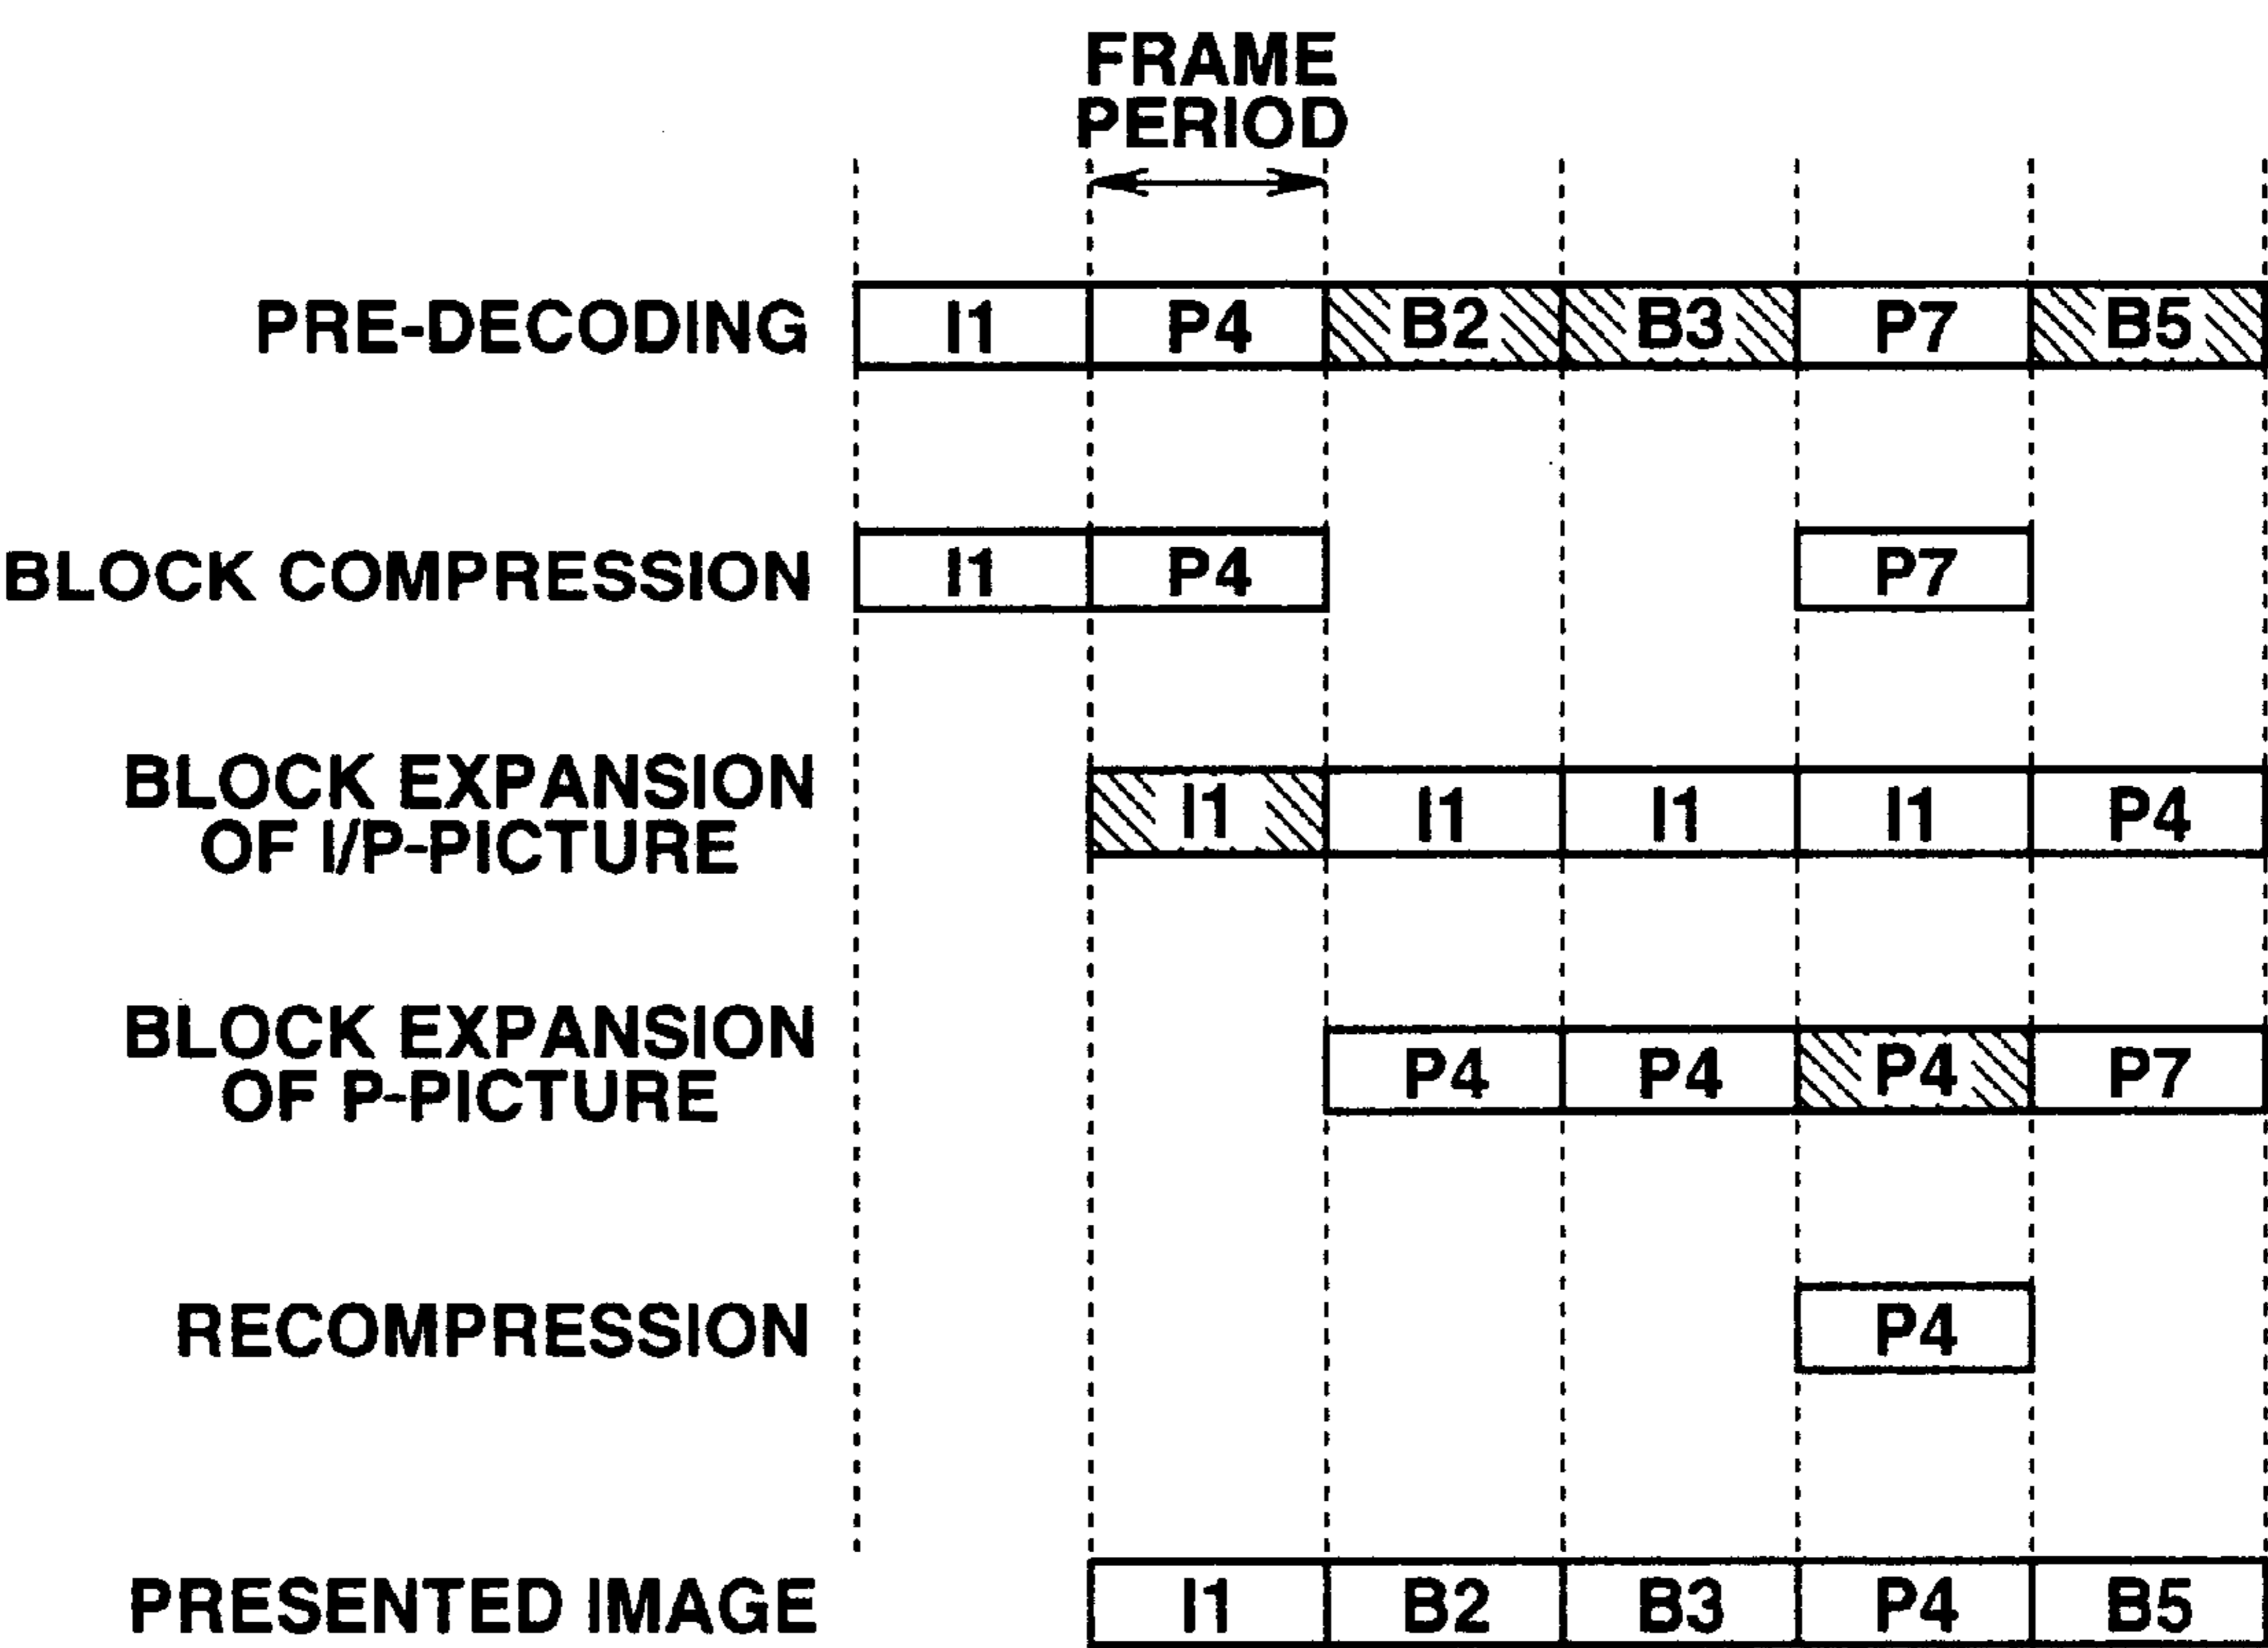 FRAME
PERIOD
PRE-DECODING I1 P4 B2 B3 P7 B5
BLOCK COMPRESSION I1 P4 P7
BLOCK EXPANSION
OF I/P-PICTURE I1 I1 I1 I1 P4
BLOCK EXPANSION
OF P-PICTURE P4 P4 P4 P7
RECOMPRESSION P4
PRESENTED IMAGE I1 B2 B3 P4 B5